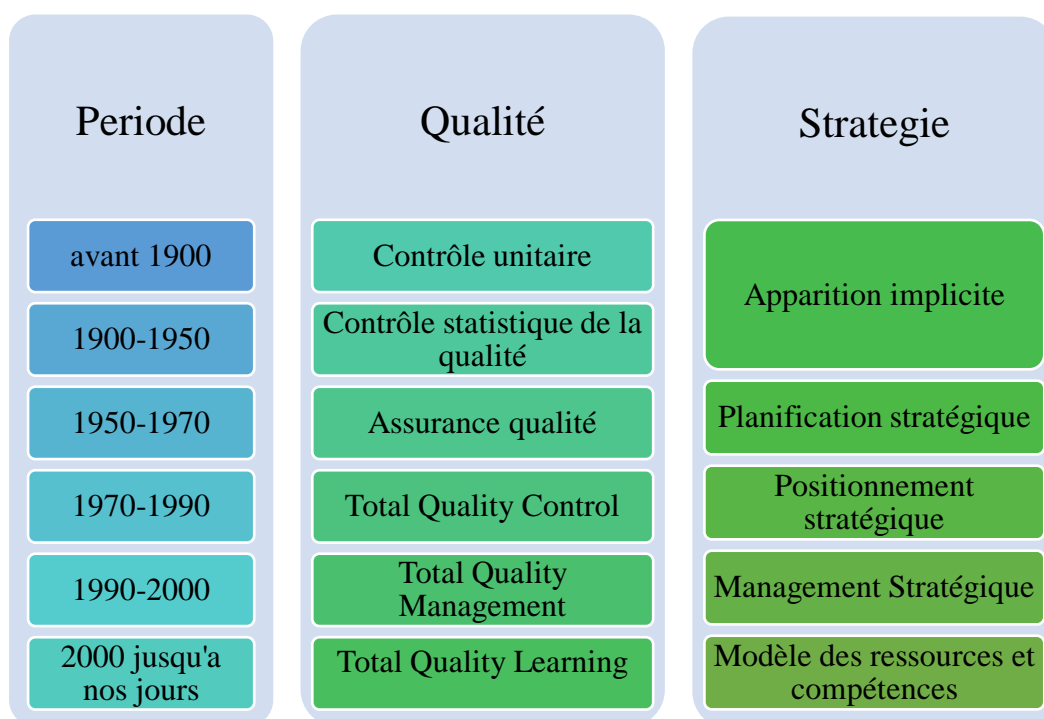 Periode
avant 1900
1900-1950
1950-1970
1970-1990
1990-2000
2000 jusqu'a
nos jours
Qualité
Contrôle unitaire
Contrôle statistique de la
qualité
Assurance qualité
Total Quality Control
Total Quality
Management
Total Quality Learning
Strategie
Apparition implicite
Planification stratégique
Positionnement
stratégique
Management Stratégique
Modèle des ressources et
compétences